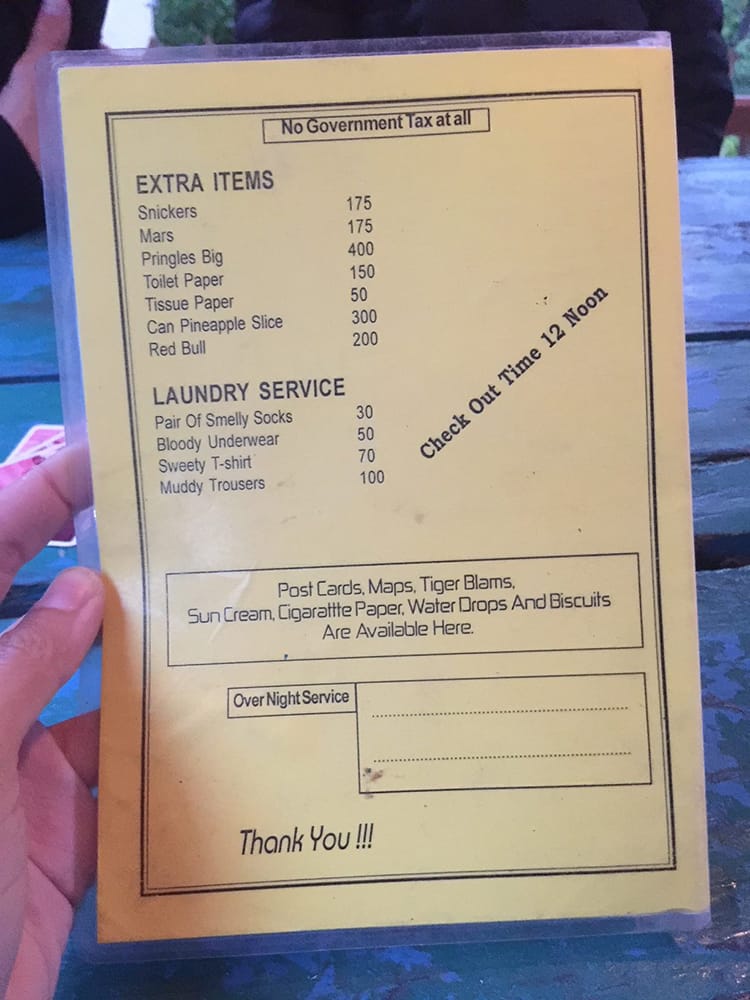 No Government Tax at all
EXTRA ITEMS
Snickers 175
Mars 175
Pringles Big 400
Toilet Paper 150
Tissue Paper 50
Can Pineapple Slice 300
Red Bull 200
LAUNDRY SERVICE
Pair Of Smelly Socks 30
Bloody Underwear 50
Sweety T-shirt 70
Muddy Trousers 100
Check Out Time 12 Noon
Post Cards, Maps, Tiger Blams,
Sun Cream, Cigarattte Paper, Water Drops And Biscuits
Are Available Here.
Over Night Service
Thank You !!!